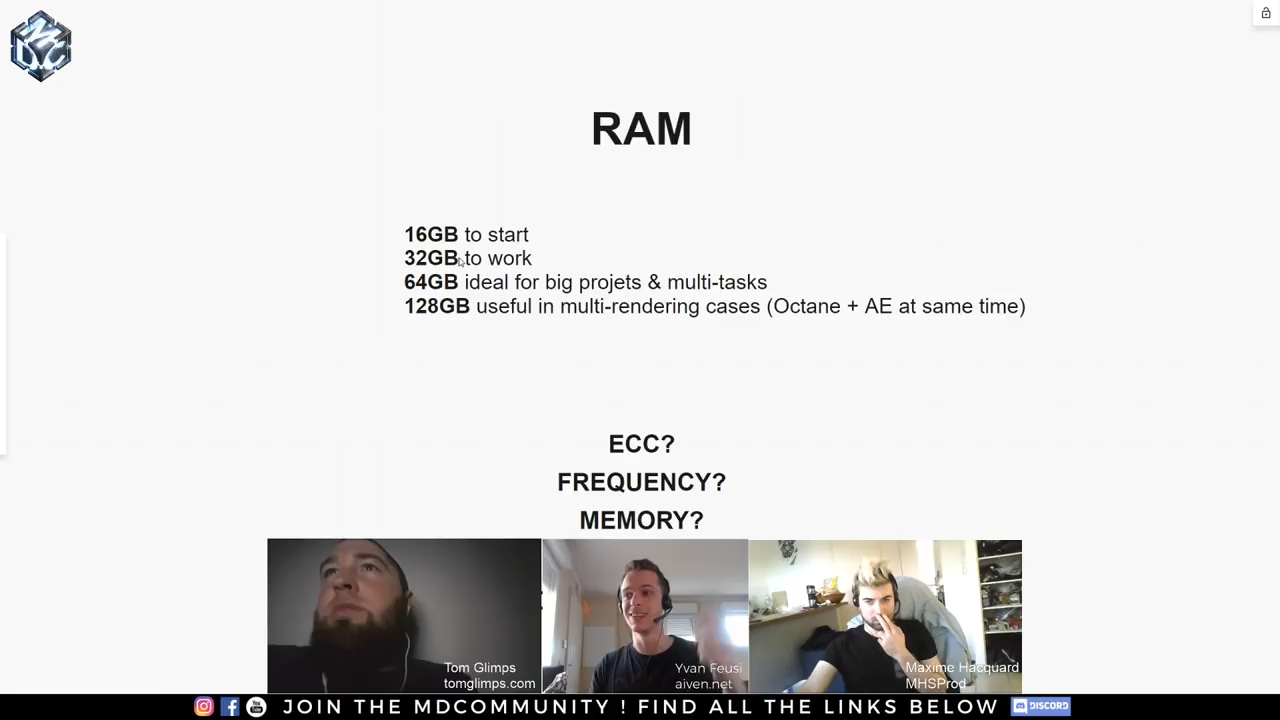 RAM
16GB to start
32GB to work
64GB ideal for big projets & multi-tasks
128GB useful in multi-rendering cases (Octane + AE at same time)
ECC?
FREQUENCY?
MEMORY?
Tom Glimps
tomglimps.com
Yvan Feusi
aiven.net
Maxime Hacquard
MHSProd
JOIN THE MDCOMMUNITY ! FIND ALL THE LINKS BELOW
DISCORD